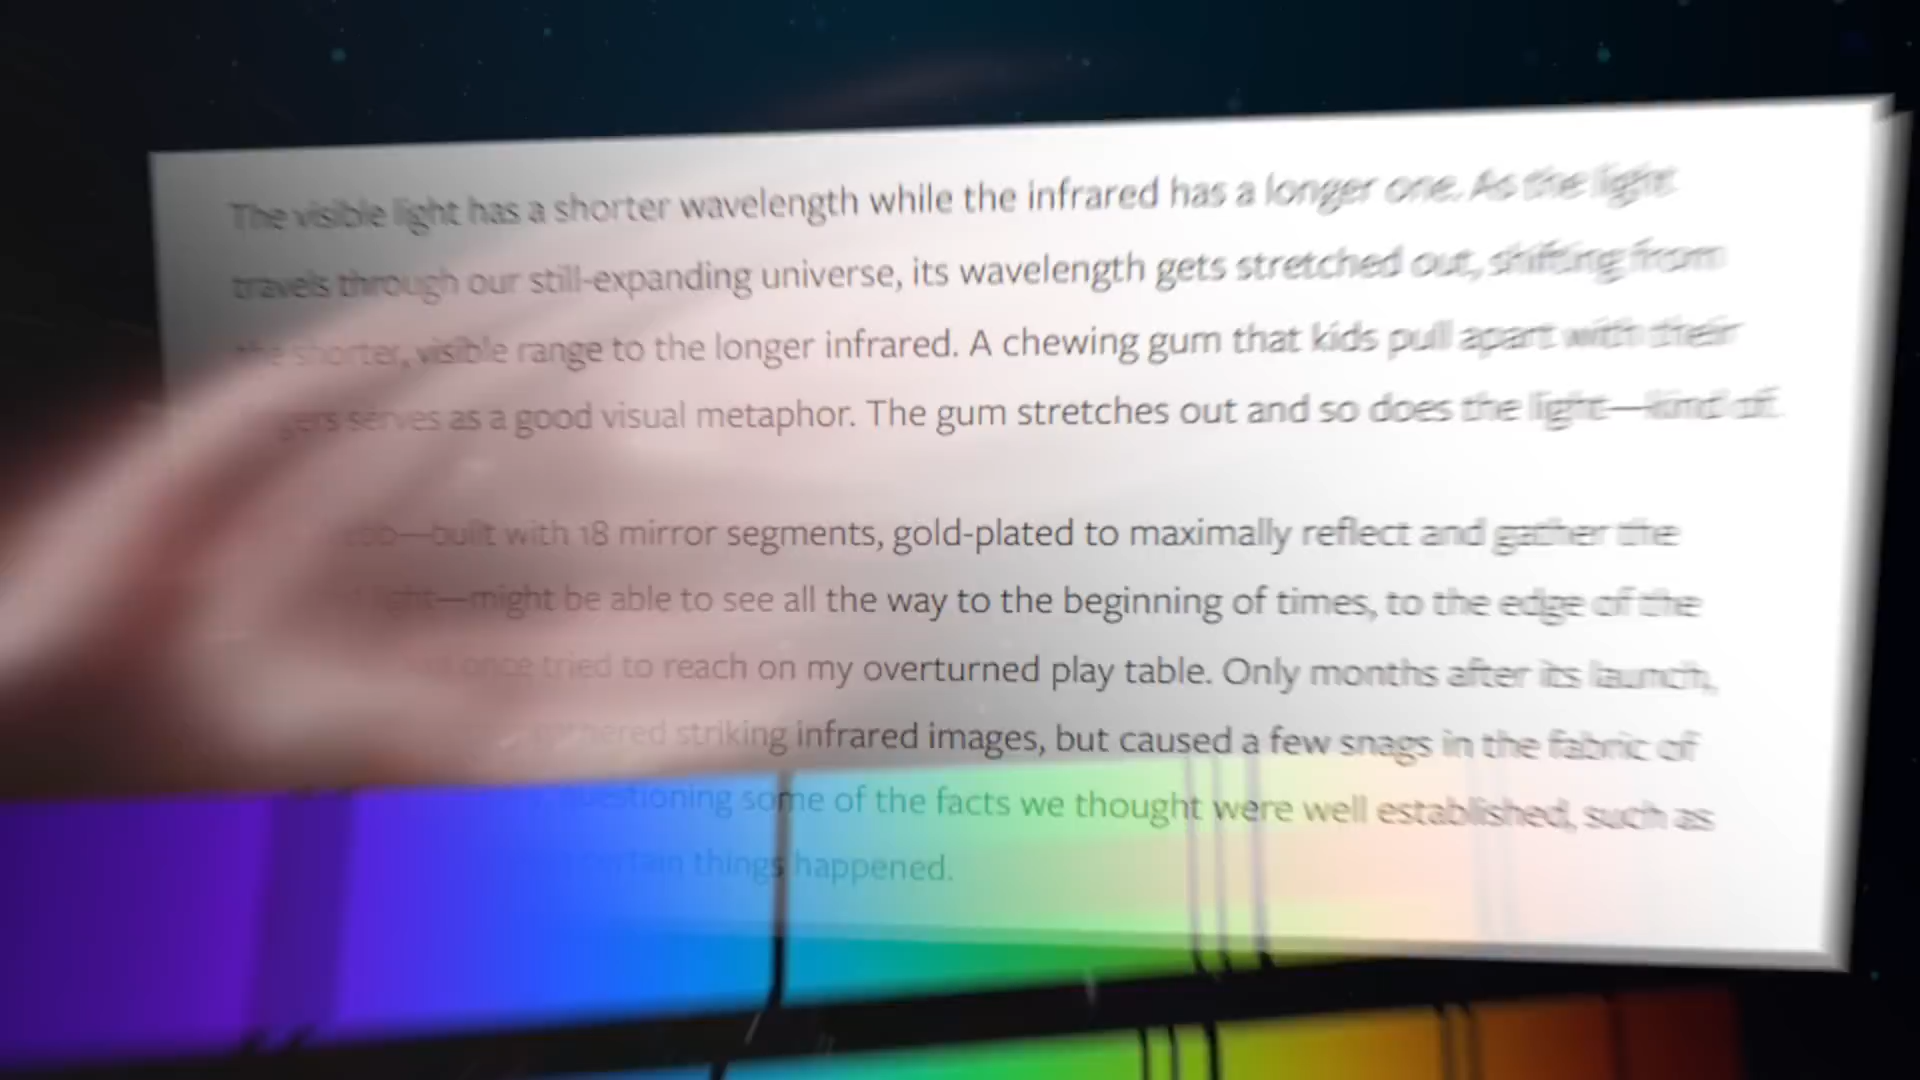 The visible light has a shorter wavelength while the infrared has a longer one. As the light
travels through our still-expanding universe, its wavelength gets stretched out, shifting from
the shorter, visible range to the longer infrared. A chewing gum that kids pull apart with their
serves as a good visual metaphor. The gum stretches out and so does the light—kind of.
built with 18 mirror segments, gold-plated to maximally reflect and gather the
light—might be able to see all the way to the beginning of times, to the edge of the
once tried to reach on my overturned play table. Only months after its launch,
striking infrared images, but caused a few snags in the fabric of
questioning some of the facts we thought were well established, such as
things happened.